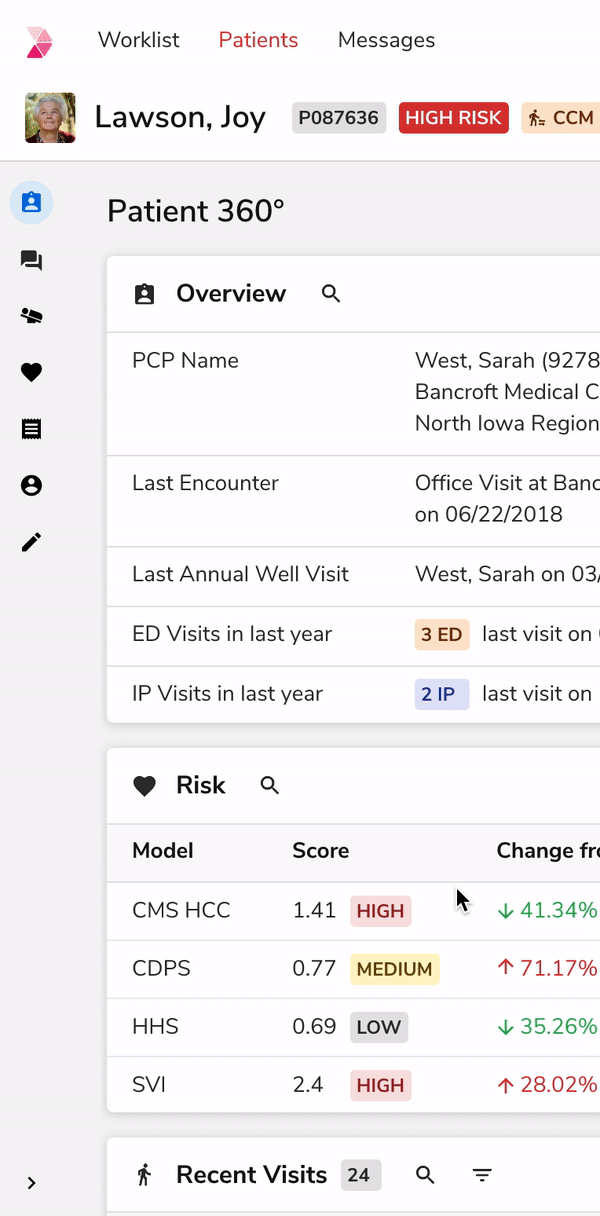 Worklist Patients Messages
Lawson, Joy P087636 HIGH RISK CCM
Patient 360°
Overview
PCP Name West, Sarah (9278
Bancroft Medical C
North Iowa Region
Last Encounter Office Visit at Banc
on 06/22/2018
Last Annual Well Visit West, Sarah on 03/
ED Visits in last year 3 ED last visit on
IP Visits in last year 2 IP last visit on
Risk
Model Score Change fro
CMS HCC 1.41 HIGH ↓ 41.34%
CDPS 0.77 MEDIUM ↑ 71.17%
HHS 0.69 LOW ↓ 35.26%
SVI 2.4 HIGH ↑ 28.02%
Recent Visits 24